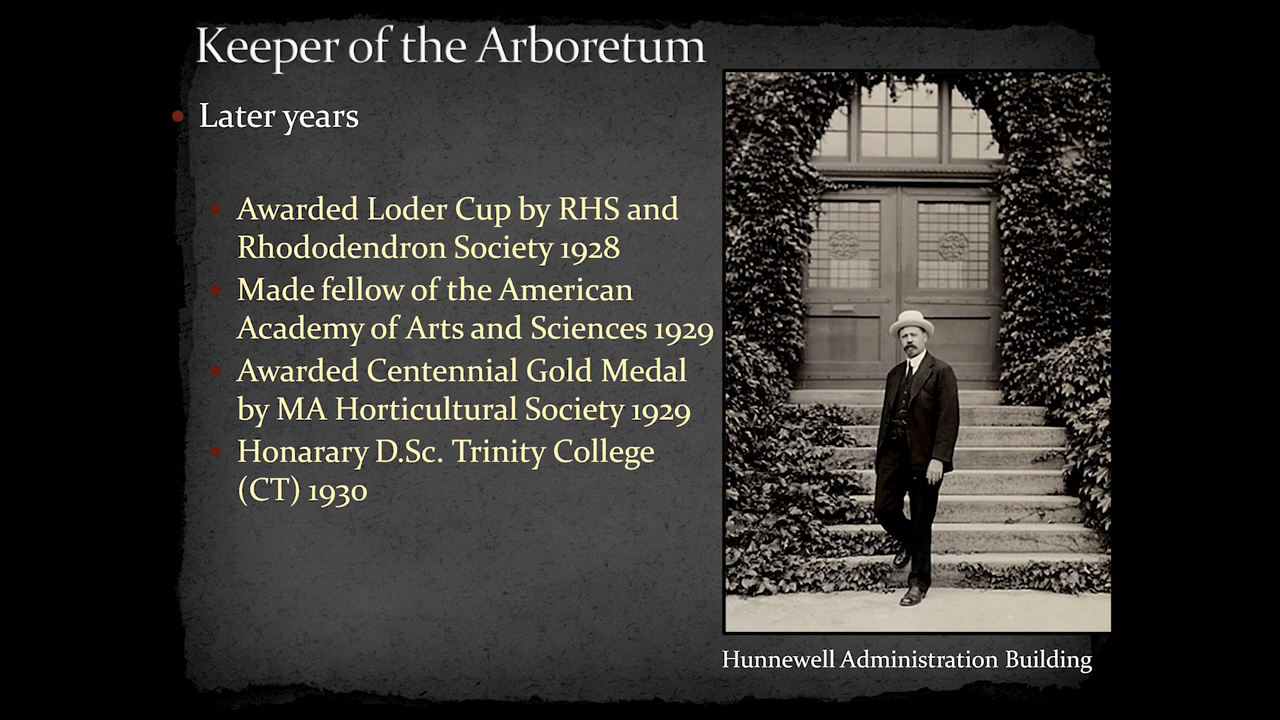 Keeper of the Arboretum
Later years
Awarded Loder Cup by RHS and
Rhododendron Society 1928
Made fellow of the American
Academy of Arts and Sciences 1929
Awarded Centennial Gold Medal
by MA Horticultural Society 1929
Honarary D.Sc. Trinity College
(CT) 1930
Hunnewell Administration Building